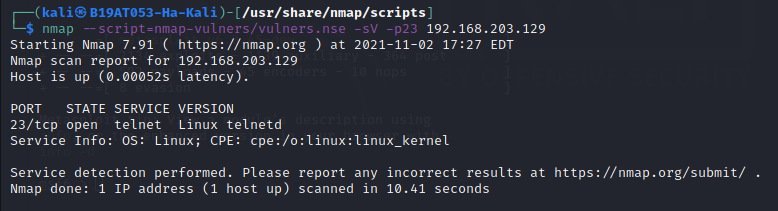 ┌──(kali㉿B19AT053-Ha-Kali)-[/usr/share/nmap/scripts]
└─$ nmap --script=nmap-vulners/vulners.nse -sV -p23 192.168.203.129
Starting Nmap 7.91 ( https://nmap.org ) at 2021-11-02 17:27 EDT
Nmap scan report for 192.168.203.129
Host is up (0.00052s latency).
PORT   STATE SERVICE VERSION
23/tcp open  telnet  Linux telnetd
Service Info: OS: Linux; CPE: cpe:/o:linux:linux_kernel
Service detection performed. Please report any incorrect results at https://nmap.org/submit/ .
Nmap done: 1 IP address (1 host up) scanned in 10.41 seconds